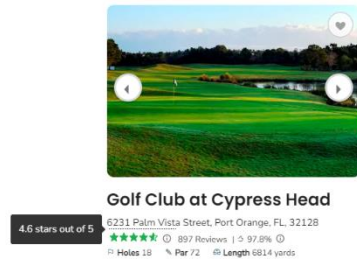 Golf Club at Cypress Head
6231 Palm Vista Street, Port Orange, FL, 32128
4.6 stars out of 5
897 Reviews | 97.8%
Holes 18 Par 72 Length 6814 yards